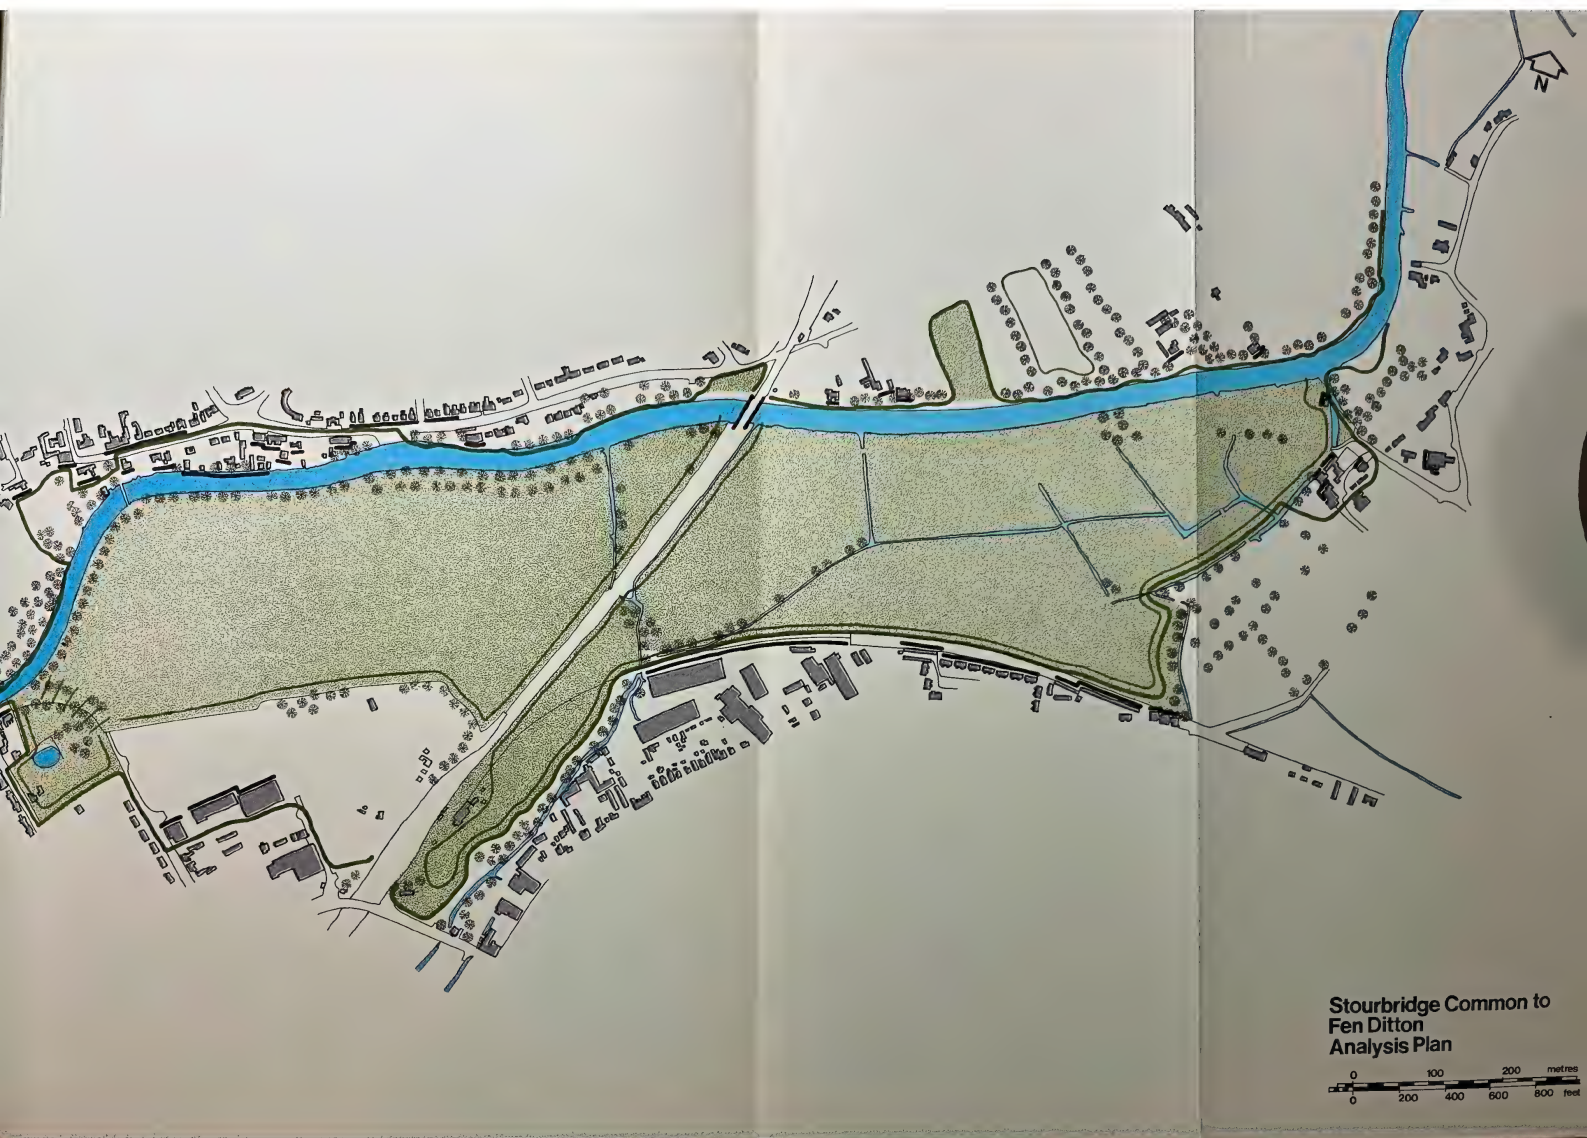 N
Stourbridge Common to
Fen Ditton
Analysis Plan
0 100 200 metres
0 200 400 600 800 feet